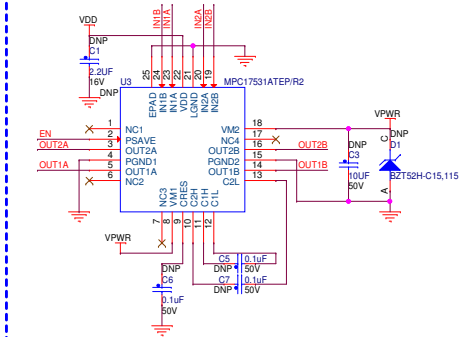 IN1B
IN1A
IN2A
IN2B
VDD
DNP
C1
2.2UF
16V
DNP
U3
MPC17531ATEP/R2
25
24
23
22
21
20
19
EPAD
IN1B
IN1A
VDD
LGND
IN2A
IN2B
VPWR
1
NC1
VM2
18
EN
2
PSAVE
NC4
17
OUT2A
3
OUT2A
OUT2B
16
OUT2B
4
PGND1
PGND2
15
OUT1A
5
OUT1A
OUT1B
14
OUT1B
6
NC2
C2L
13
DNP
C3
10UF
50V
C
DNP
D1
BZT52H-C15,115
A
NC3
VM1
CRES
C2H
C1H
C1L
7
8
9
10
11
12
VPWR
C5
0.1uF
DNP
50V
C7
0.1uF
DNP
50V
DNP
C6
0.1uF
50V